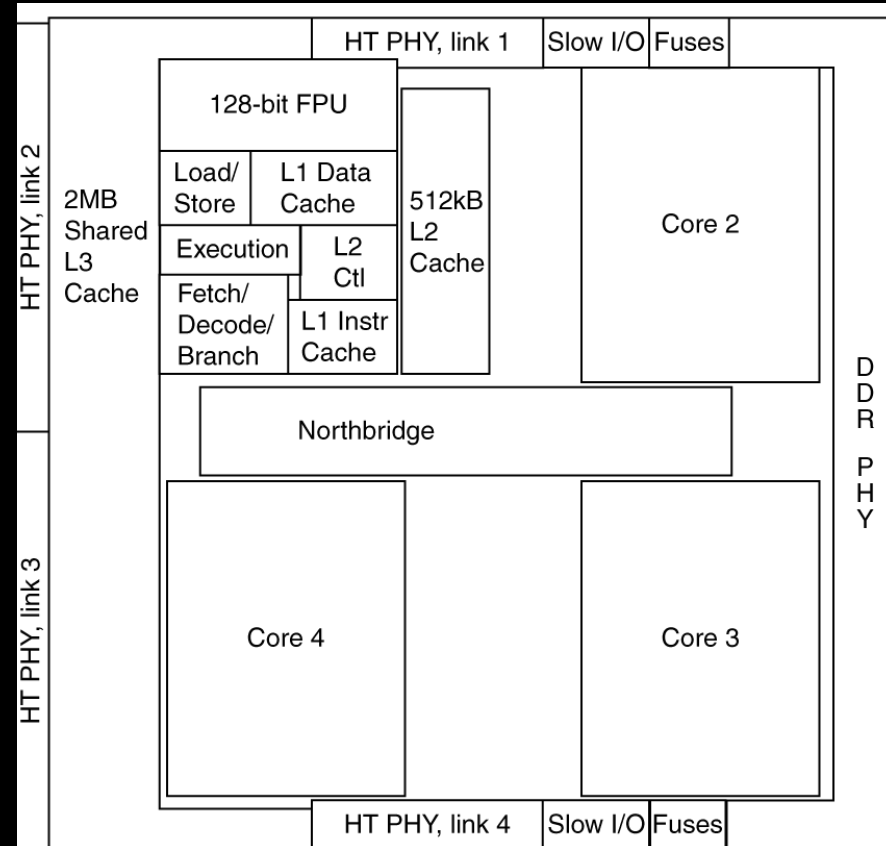 HT PHY, link 1
Slow I/O
Fuses
HT PHY, link 2
2MB
Shared
L3
Cache
128-bit FPU
Load/
Store
L1 Data
Cache
Execution
L2
Ctl
Fetch/
Decode/
Branch
L1 Instr
Cache
512kB
L2
Cache
Core 2
DDR PHY
Northbridge
HT PHY, link 3
Core 4
Core 3
HT PHY, link 4
Slow I/O
Fuses